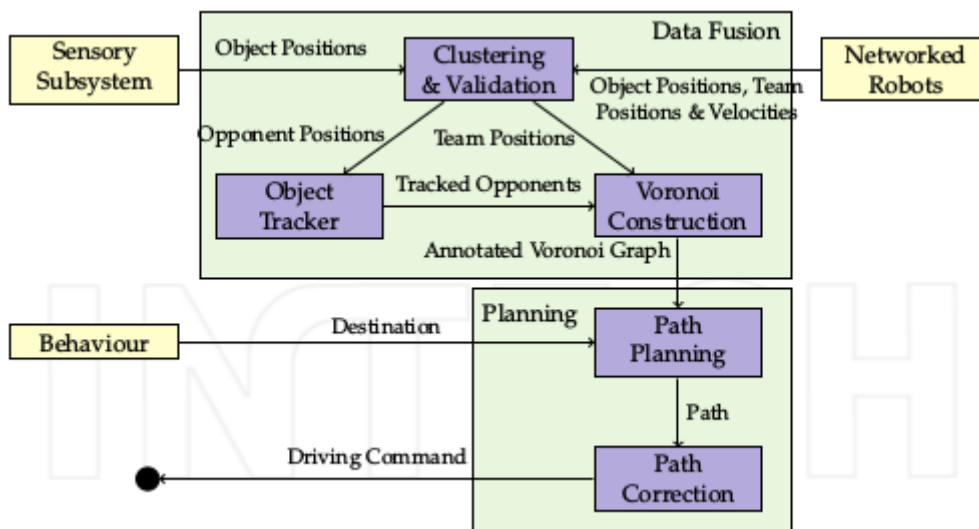 Data Fusion
Sensory
Subsystem
Object Positions
Clustering
& Validation
Networked
Robots
Object Positions, Team
Positions & Velocities
Opponent Positions
Team Positions
Object
Tracker
Tracked Opponents
Voronoi
Construction
Annotated Voronoi Graph
Planning
Behaviour
Destination
Path
Planning
Path
Driving Command
Path
Correction
INTECH